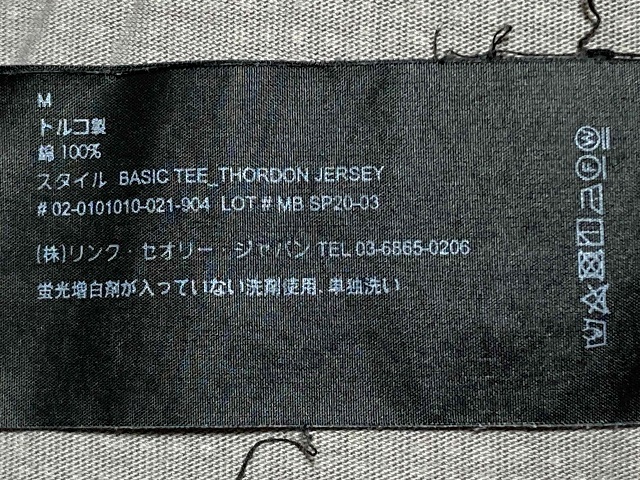 M
トルコ製
綿 100%
スタイル BASIC TEE_THORDON JERSEY
# 02-0101010-021-904 LOT # MB SP20-03
(株)リンク・セオリー・ジャパン TEL 03-6865-0206
蛍光増白剤が入っていない洗剤使用. 単独洗い